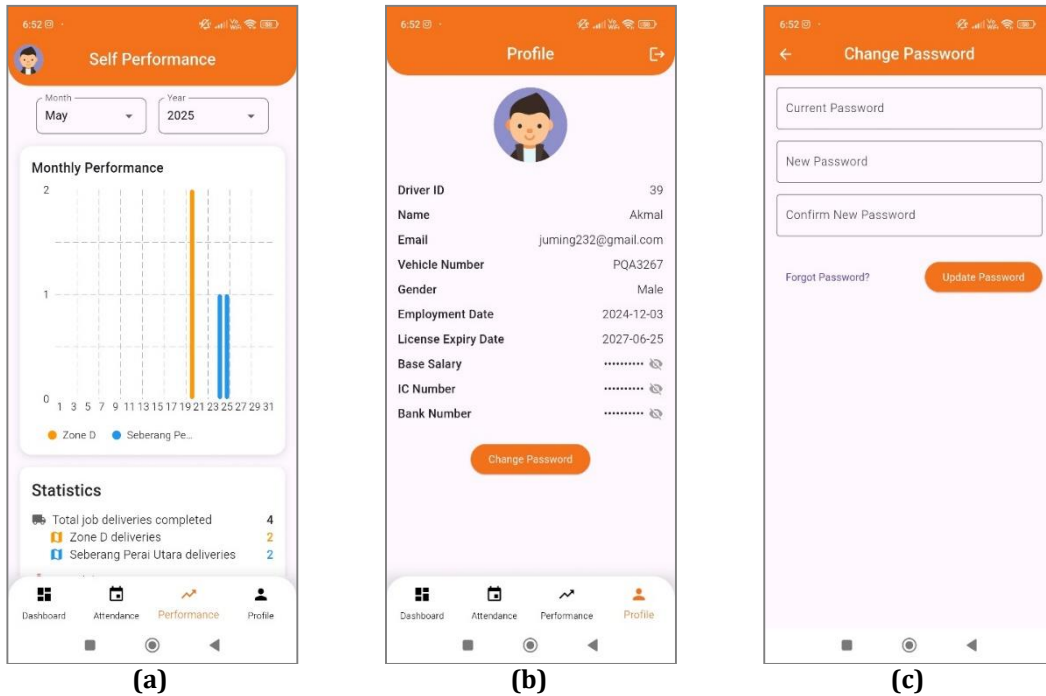 6:52
Self Performance
Month
May
Year
2025
Monthly Performance
2
1
0
1 3 5 7 9 11 13 15 17 19 21 23 25 27 29 31
Zone D Seberang Pe...
Statistics
Total job deliveries completed 4
Zone D deliveries 2
Seberang Perai Utara deliveries 2
Dashboard Attendance Performance Profile
(a)
6:52
Profile
Driver ID 39
Name Akmal
Email juming232@gmail.com
Vehicle Number PQA3267
Gender Male
Employment Date 2024-12-03
License Expiry Date 2027-06-25
Base Salary ••••••••••
IC Number ••••••••••
Bank Number ••••••••••
Change Password
Dashboard Attendance Performance Profile
(b)
6:52
Change Password
Current Password
New Password
Confirm New Password
Forgot Password? Update Password
(c)